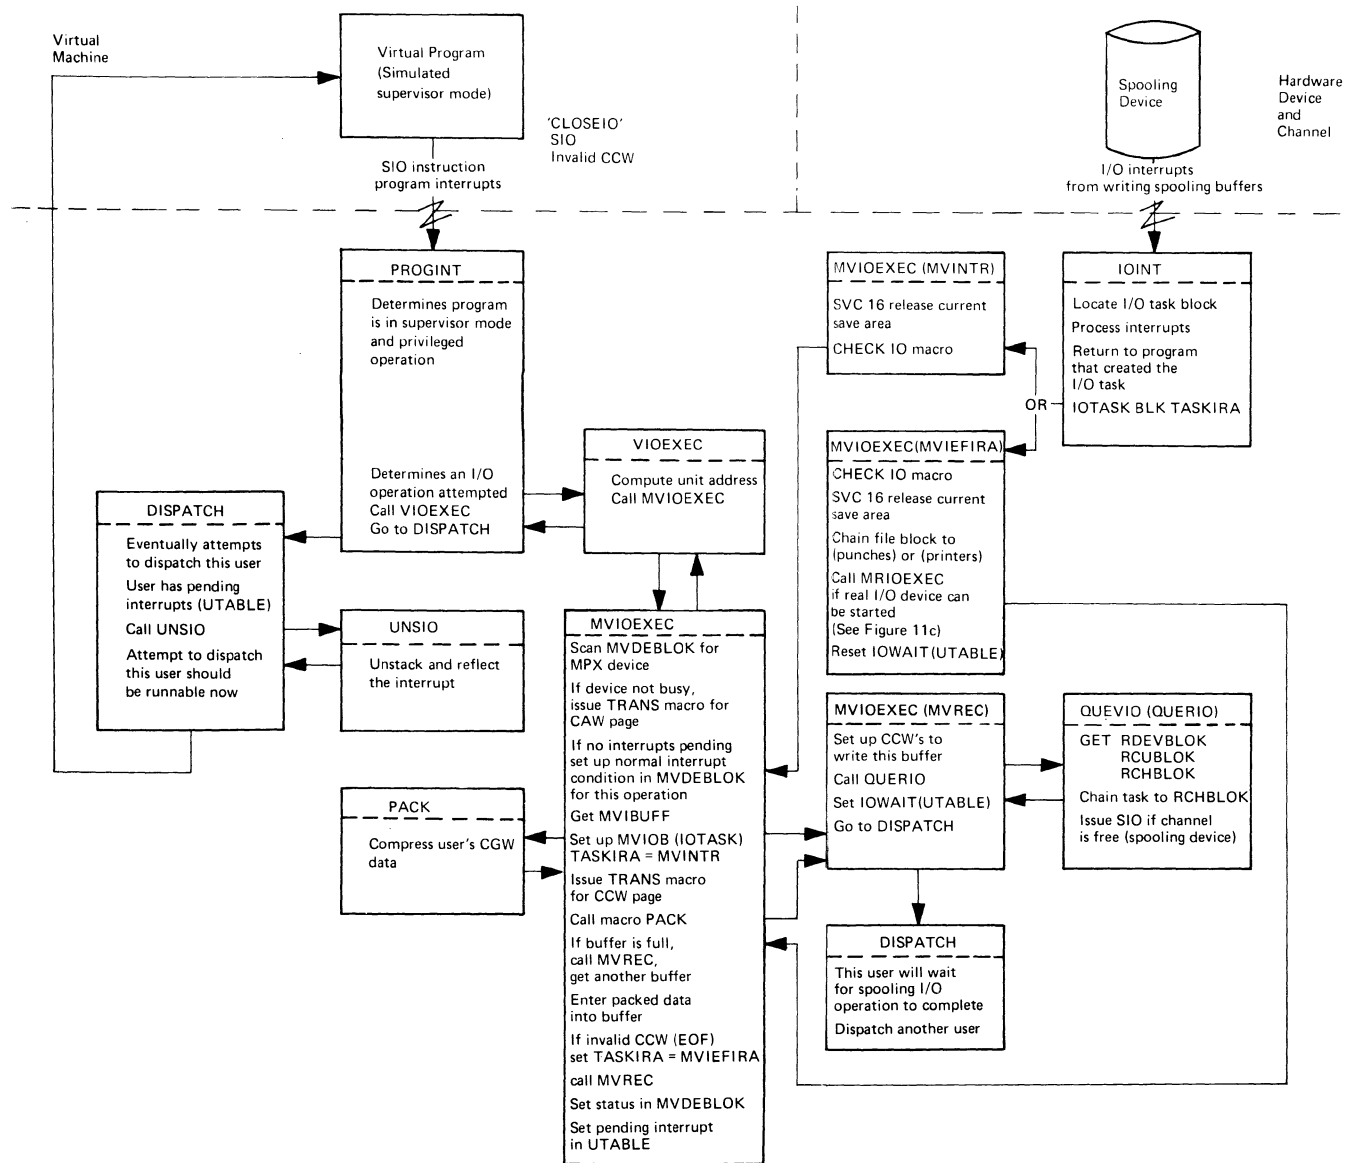 Virtual
Machine
Virtual Program
(Simulated
supervisor mode)
'CLOSEIO'
SIO
Invalid CCW
SIO instruction
program interrupts
Spooling
Device
Hardware
Device
and
Channel
I/O interrupts
from writing spooling buffers
PROGINT
Determines program
is in supervisor mode
and privileged
operation
Determines an I/O
operation attempted
Call VIOEXEC
Go to DISPATCH
MVIOEXEC (MVINTR)
SVC 16 release current
save area
CHECK IO macro
IOINT
Locate I/O task block
Process interrupts
Return to program
that created the
I/O task
IOTASK BLK TASKIRA
OR
VIOEXEC
Compute unit address
Call MVIOEXEC
MVIOEXEC(MVIEFIRA)
CHECK IO macro
SVC 16 release current
save area
Chain file block to
(punches) or (printers)
Call MRIOEXEC
if real I/O device can
be started
(See Figure 11c)
Reset IOWAIT(UTABLE)
DISPATCH
Eventually attempts
to dispatch this user
User has pending
interrupts (UTABLE)
Call UNSIO
Attempt to dispatch
this user should
be runnable now
UNSIO
Unstack and reflect
the interrupt
PACK
Compress user's CGW
data
MVIOEXEC
Scan MVDEBLOK for
MPX device
If device not busy,
issue TRANS macro for
CAW page
If no interrupts pending
set up normal interrupt
condition in MVDEBLOK
for this operation
Get MVIBUFF
Set up MVIOB (IOTASK)
TASKIRA = MVINTR
Issue TRANS macro
for CCW page
Call macro PACK
If buffer is full,
call MVREC,
get another buffer
Enter packed data
into buffer
If invalid CCW (EOF)
set TASKIRA = MVIEFIRA
call MVREC
Set status in MVDEBLOK
Set pending interrupt
in UTABLE
MVIOEXEC (MVREC)
Set up CCW's to
write this buffer
Call QUERIO
Set IOWAIT(UTABLE)
Go to DISPATCH
QUEVIO (QUERIO)
GET RDEVBLOK
RCUBLOK
RCHBLOK
Chain task to RCHBLOK
Issue SIO if channel
is free (spooling device)
DISPATCH
This user will wait
for spooling I/O
operation to complete
Dispatch another user